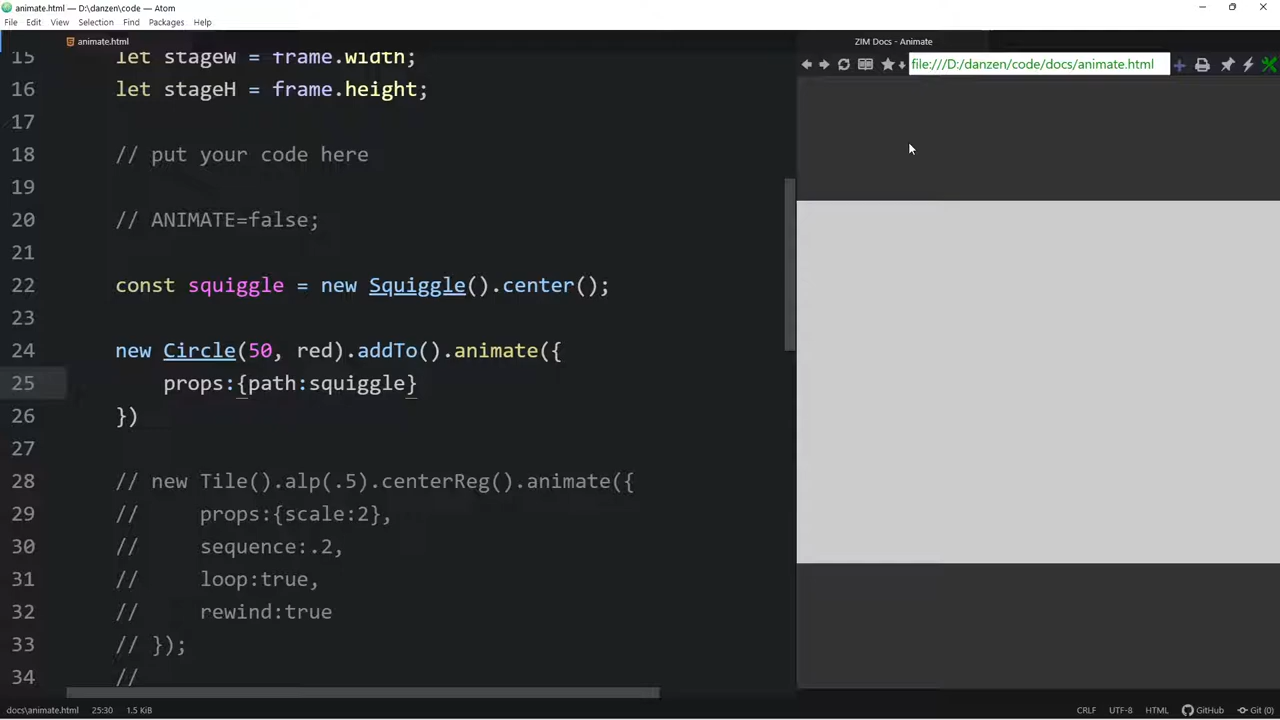 animate.html — D:\danzen\code — Atom
File Edit View Selection Find Packages Help
animate.html
ZIM Docs - Animate
file:///D:/danzen/code/docs/animate.html
15 let stageW = frame.width;
16 let stageH = frame.height;
17
18 // put your code here
19
20 // ANIMATE=false;
21
22 const squiggle = new Squiggle().center();
23
24 new Circle(50, red).addTo().animate({
25 props:{path:squiggle}
26 })
27
28 // new Tile().alp(.5).centerReg().animate({
29 // props:{scale:2},
30 // sequence:.2,
31 // loop:true,
32 // rewind:true
33 // });
34 //
docs\animate.html 25:30 1.5 KiB CRLF UTF-8 HTML GitHub Git (0)